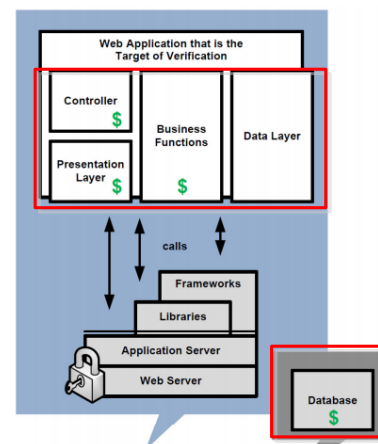 Web Application that is the
Target of Verification
Controller
$
Presentation
Layer
$
Business
Functions
$
Data Layer
calls
Frameworks
Libraries
Application Server
Web Server
Database
$